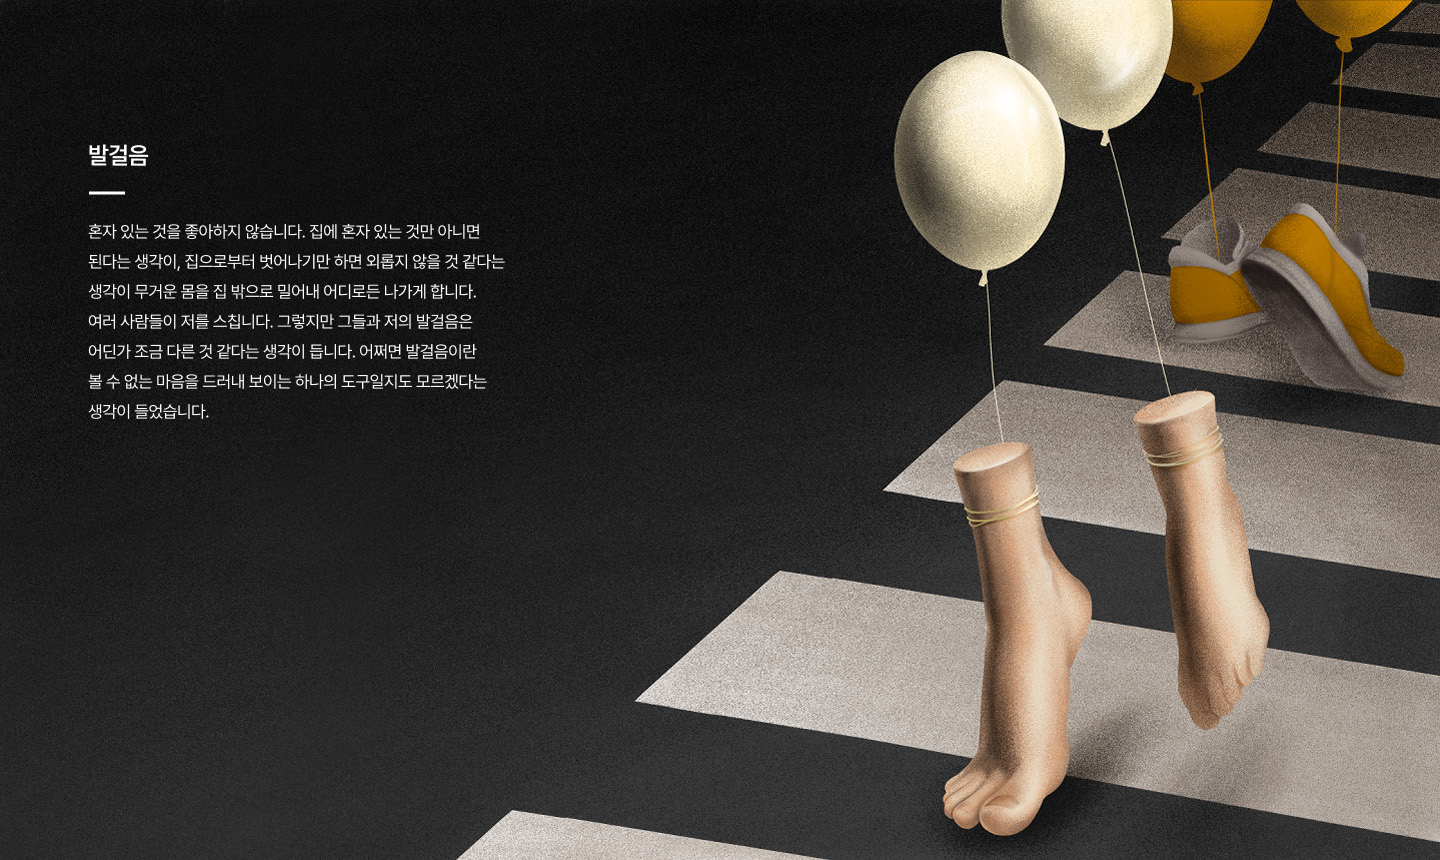 발걸음
혼자 있는 것을 좋아하지 않습니다. 집에 혼자 있는 것만 아니면
된다는 생각이, 집으로부터 벗어나기만 하면 외롭지 않을 것 같다는
생각이 무거운 몸을 집 밖으로 밀어내 어디로든 나가게 합니다.
여러 사람들이 저를 스칩니다. 그렇지만 그들과 저의 발걸음은
어딘가 조금 다른 것 같다는 생각이 듭니다. 어쩌면 발걸음이란
볼 수 없는 마음을 드러내 보이는 하나의 도구일지도 모르겠다는
생각이 들었습니다.